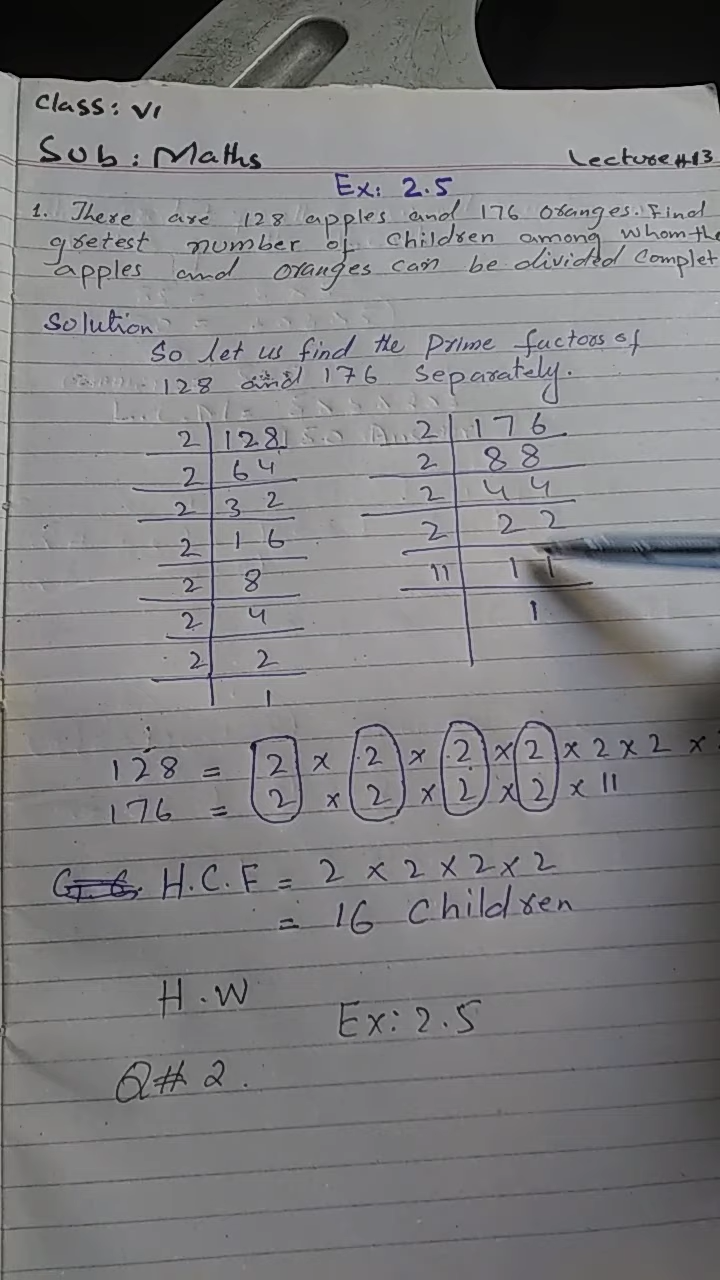 Class: VI
Sub: Maths Lecture#13
Ex: 2.5
1. There are 128 apples and 176 oranges. Find
gretest number of children among whom the
apples and oranges can be divided Complet
Solution
So let us find the Prime factors of
128 and 176 Separately.
2 | 128 2 | 176
2 | 64 2 | 88
2 | 32 2 | 44
2 | 16 2 | 22
2 | 8 11 | 11
2 | 4 1
2 | 2
1
128 = 2 × 2 × 2 × 2 × 2 × 2 ×
176 = 2 × 2 × 2 × 2 × 11
H.C.F = 2 × 2 × 2 × 2
= 16 Children
H.W
Ex: 2.5
Q# 2.